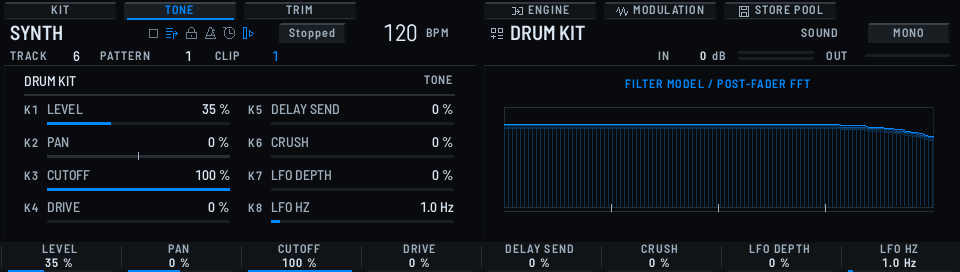 KIT TONE TRIM ENGINE MODULATION STORE POOL
SYNTH Stopped 120 BPM DRUM KIT SOUND MONO
TRACK 6 PATTERN 1 CLIP 1 IN 0 dB OUT
DRUM KIT TONE
FILTER MODEL / POST-FADER FFT
K1 LEVEL 35 % K5 DELAY SEND 0 %
K2 PAN 0 % K6 CRUSH 0 %
K3 CUTOFF 100 % K7 LFO DEPTH 0 %
K4 DRIVE 0 % K8 LFO HZ 1.0 Hz
LEVEL PAN CUTOFF DRIVE DELAY SEND CRUSH LFO DEPTH LFO HZ
35 % 0 % 100 % 0 % 0 % 0 % 0 % 1.0 Hz